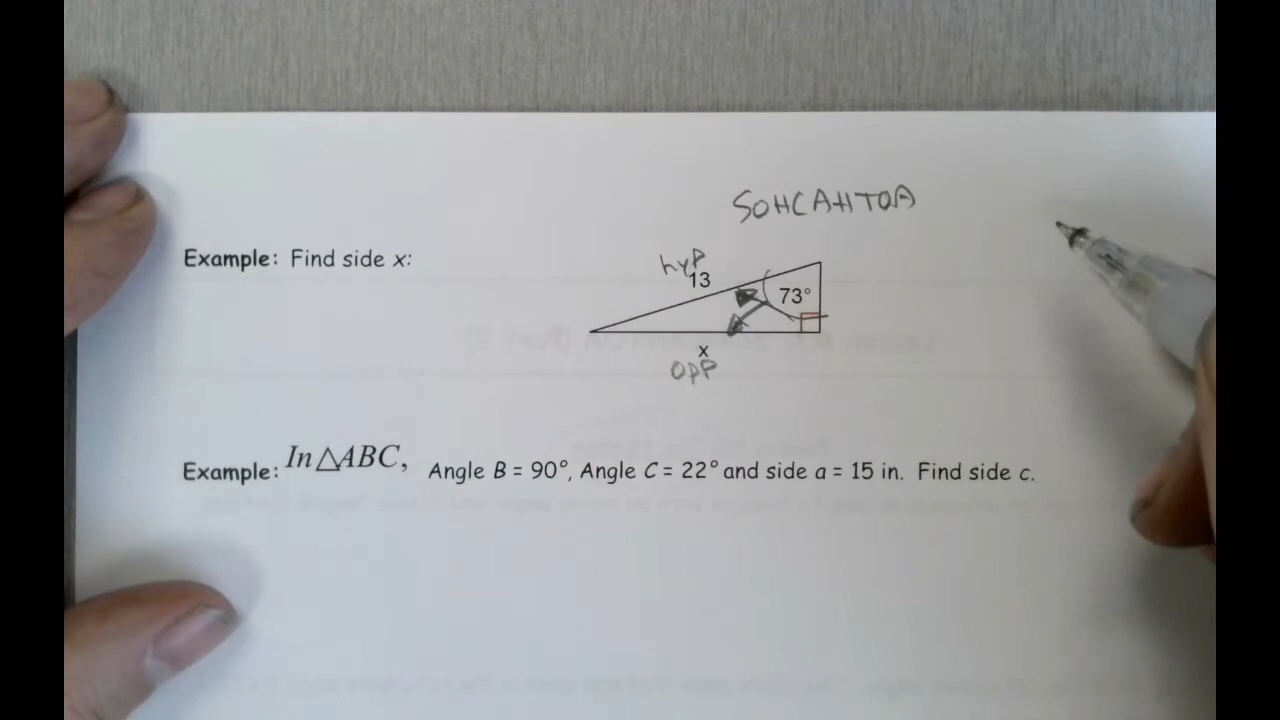 SOHCAHTOA
Example: Find side x:
hyp
13
73°
x
opp
Example: In △ABC, Angle B = 90°, Angle C = 22° and side a = 15 in. Find side c.